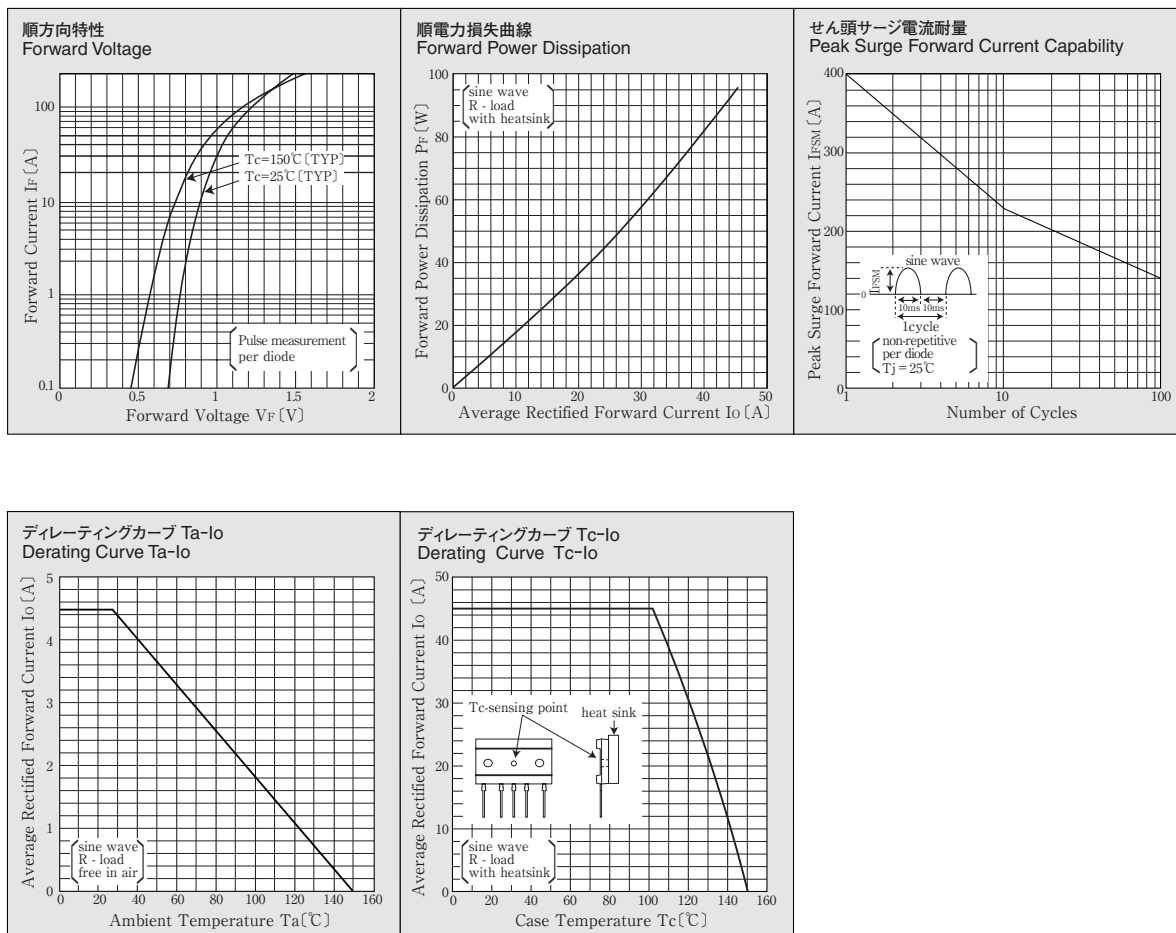 順方向特性
Forward Voltage
Forward Current IF〔A〕
100
10
1
0.1
Tc=150℃〔TYP〕
Tc=25℃〔TYP〕
Pulse measurement
per diode
0
0.5
1
1.5
2
Forward Voltage VF〔V〕
順電力損失曲線
Forward Power Dissipation
Forward Power Dissipation PF〔W〕
100
80
60
40
20
0
sine wave
R - load
with heatsink
0
10
20
30
40
50
Average Rectified Forward Current Io〔A〕
せん頭サージ電流耐量
Peak Surge Forward Current Capability
Peak Surge Forward Current IFSM〔A〕
400
300
200
100
0
sine wave
IFSM
0
10ms
10ms
1cycle
non-repetitive
per diode
Tj = 25℃
1
10
100
Number of Cycles
ディレーティングカーブ Ta-Io
Derating Curve Ta-Io
Average Rectified Forward Current Io〔A〕
5
4
3
2
1
0
sine wave
R - load
free in air
0
20
40
60
80
100
120
140
160
Ambient Temperature Ta〔℃〕
ディレーティングカーブ Tc-Io
Derating Curve Tc-Io
Average Rectified Forward Current Io〔A〕
50
40
30
20
10
0
Tc-sensing point
heat sink
sine wave
R - load
with heatsink
0
20
40
60
80
100
120
140
160
Case Temperature Tc〔℃〕